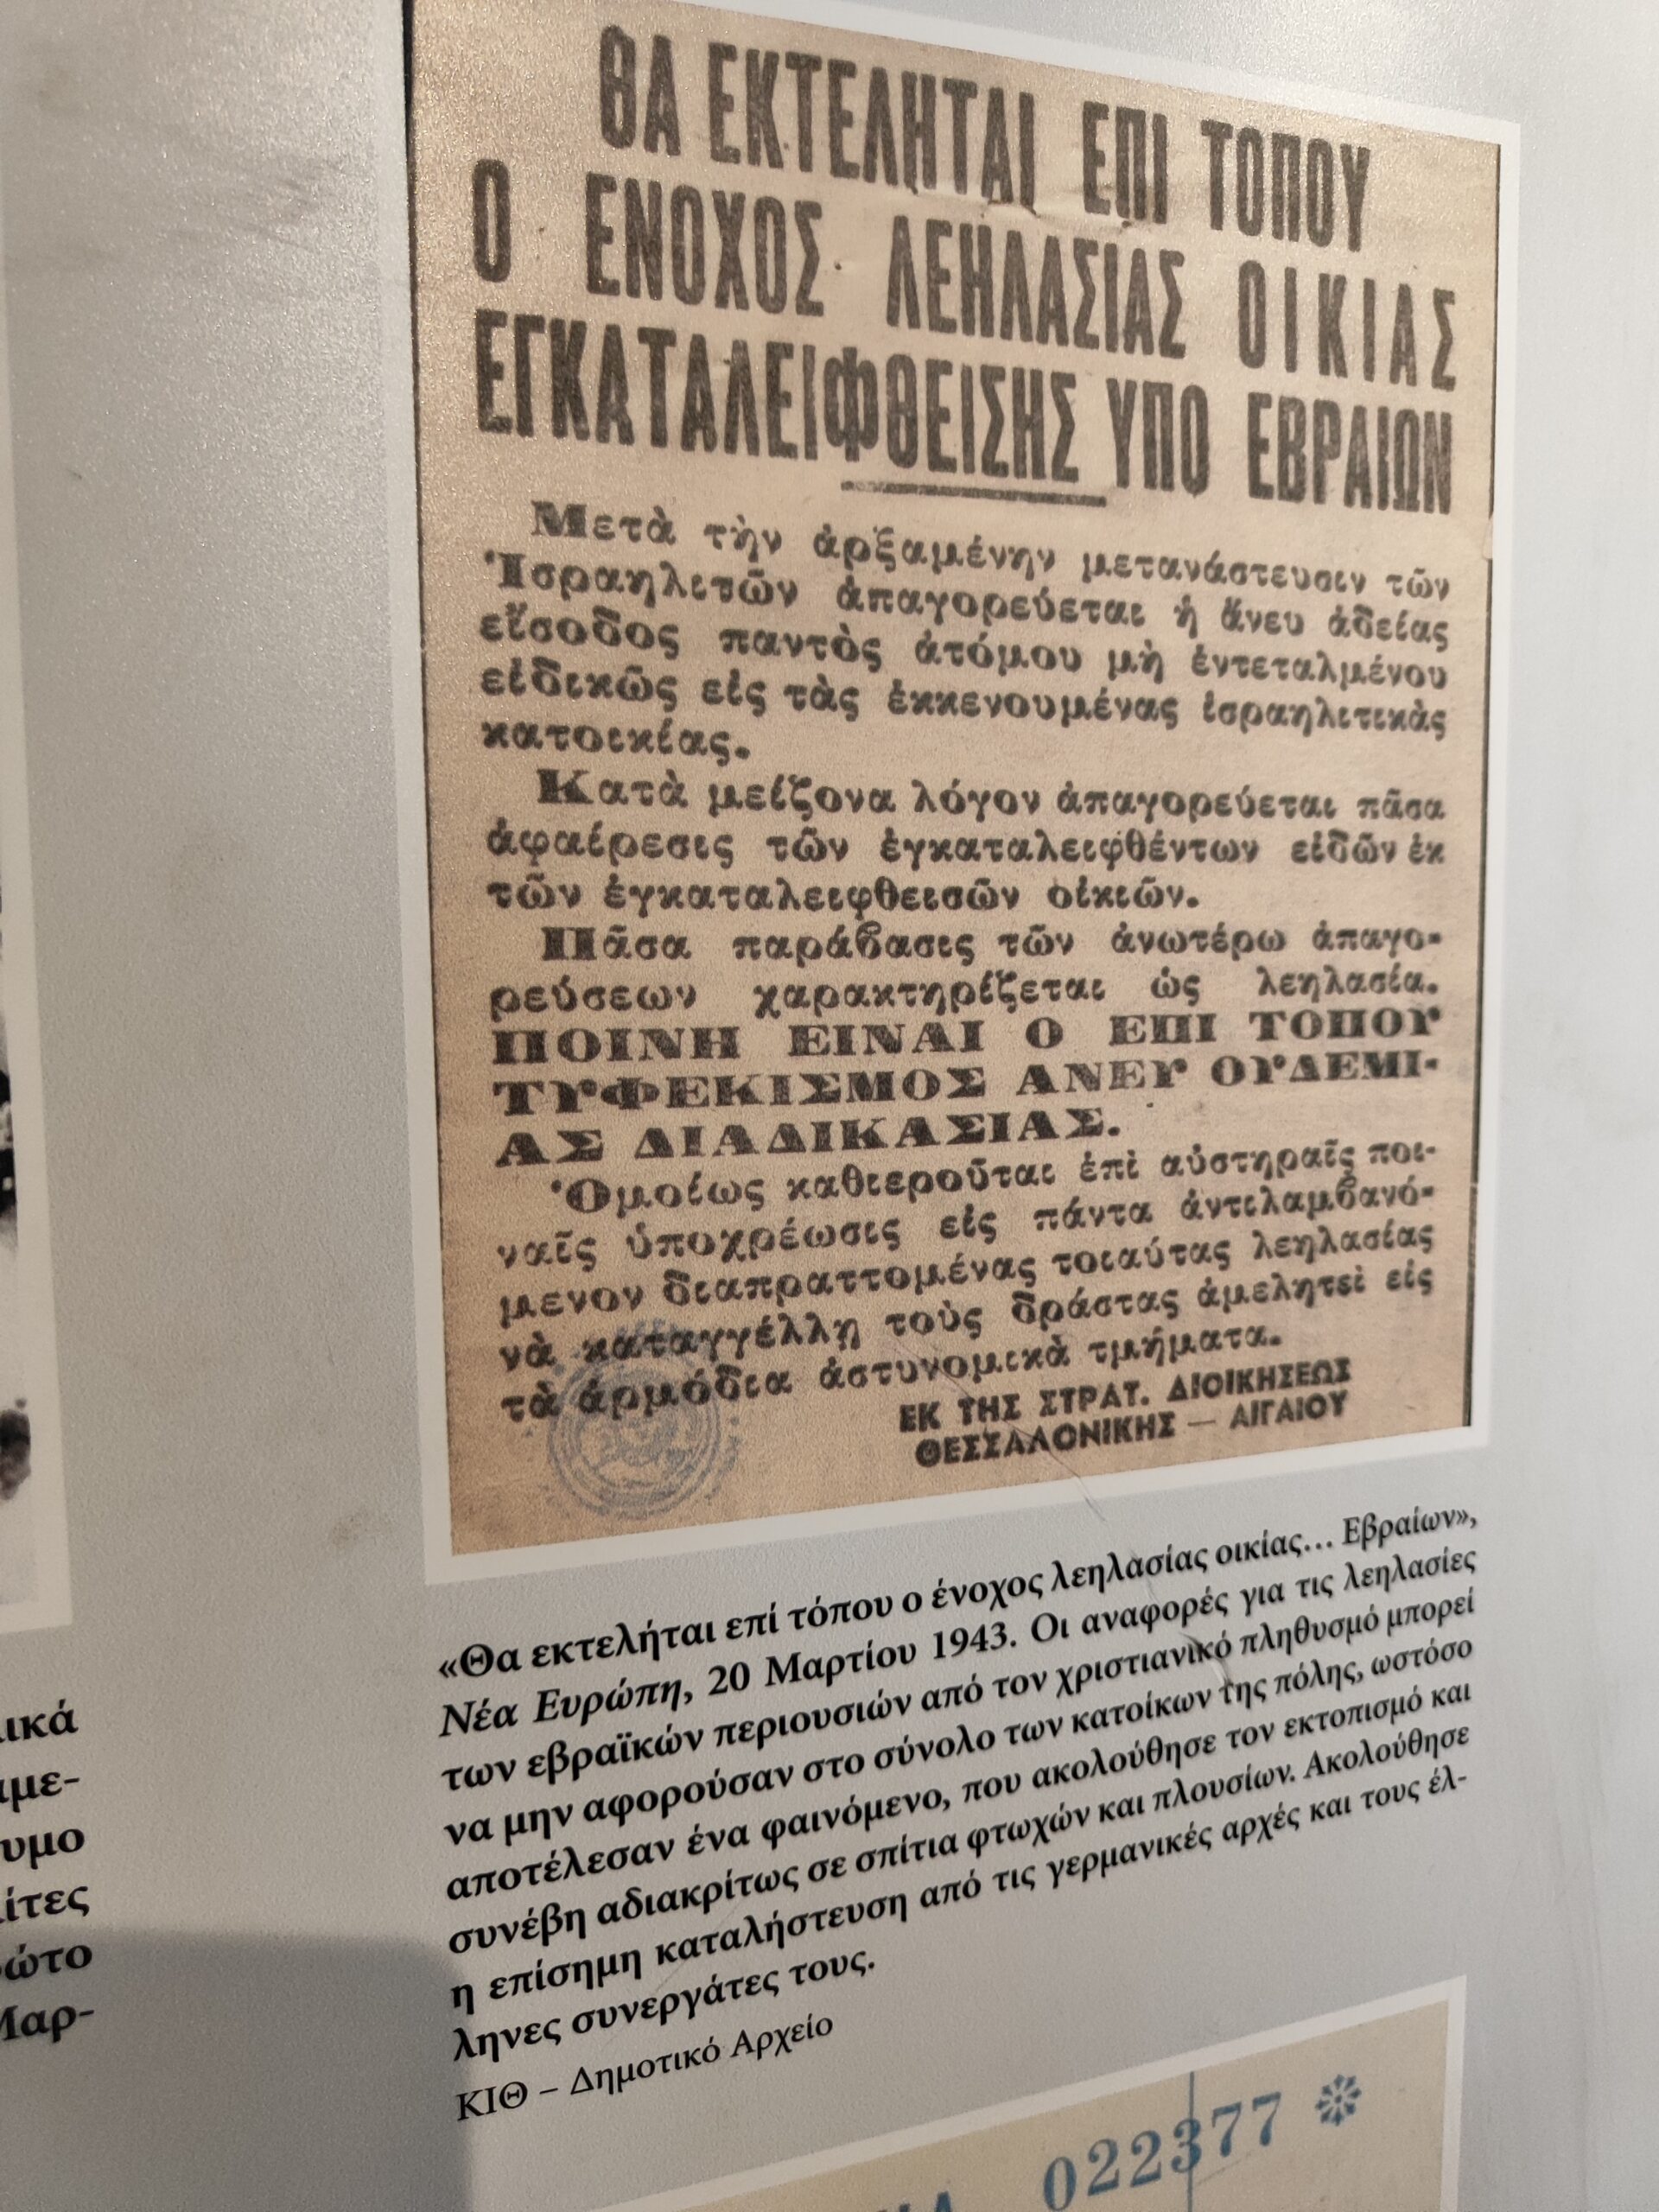 ΘΑ ΕΚΤΕΛΗΤΑΙ ΕΠΙ ΤΟΠΟΥ
Ο ΕΝΟΧΟΣ ΛΕΗΛΑΣΙΑΣ ΟΙΚΙΑΣ
ΕΓΚΑΤΑΛΕΙΦΘΕΙΣΗΣ ΥΠΟ ΕΒΡΑΙΩΝ
Μετὰ τὴν ἀρξαμένην μετανάστευσιν τῶν
Ἰσραηλιτῶν ἀπαγορεύεται ἡ ἄνευ ἀδείας
εἴσοδος παντὸς ἀτόμου μὴ ἐντεταλμένου
εἰδικῶς εἰς τὰς ἐκκενουμένας ἰσραηλιτικὰς
κατοικίας.
Κατὰ μείζονα λόγον ἀπαγορεύεται πᾶσα
ἀφαίρεσις τῶν ἐγκαταλειφθέντων εἰδῶν ἐκ
τῶν ἐγκαταλειφθεισῶν οἰκιῶν.
Πᾶσα παράβασις τῶν ἀνωτέρω ἀπαγο-
ρεύσεων χαρακτηρίζεται ὡς λεηλασία.
ΠΟΙΝΗ ΕΙΝΑΙ Ο ΕΠΙ ΤΟΠΟΥ
ΤΥΦΕΚΙΣΜΟΣ ΑΝΕΥ ΟΥΔΕΜΙ-
ΑΣ ΔΙΑΔΙΚΑΣΙΑΣ.
Ὁμοίως καθιεροῦται ἐπὶ αὐστηραῖς ποι-
ναῖς ὑποχρέωσις εἰς πάντα ἀντιλαμβανό-
μενον διαπραττομένας τοιαύτας λεηλασίας
νὰ καταγγέλλῃ τοὺς δράστας ἀμελητεὶ εἰς
τὰ ἁρμόδια ἀστυνομικὰ τμήματα.
ΕΚ ΤΗΣ ΣΤΡΑΤ. ΔΙΟΙΚΗΣΕΩΣ
ΘΕΣΣΑΛΟΝΙΚΗΣ — ΑΙΓΑΙΟΥ
«Θα εκτελήται επί τόπου ο ένοχος λεηλασίας οικίας... Εβραίων»,
Νέα Ευρώπη, 20 Μαρτίου 1943. Οι αναφορές για τις λεηλασίες
των εβραϊκών περιουσιών από τον χριστιανικό πληθυσμό μπορεί
να μην αφορούσαν στο σύνολο των κατοίκων της πόλης, ωστόσο
αποτέλεσαν ένα φαινόμενο, που ακολούθησε τον εκτοπισμό και
συνέβη αδιακρίτως σε σπίτια φτωχών και πλουσίων. Ακολούθησε
η επίσημη καταλήστευση από τις γερμανικές αρχές και τους έλ-
ληνες συνεργάτες τους.
ΚΙΘ – Δημοτικό Αρχείο
022377